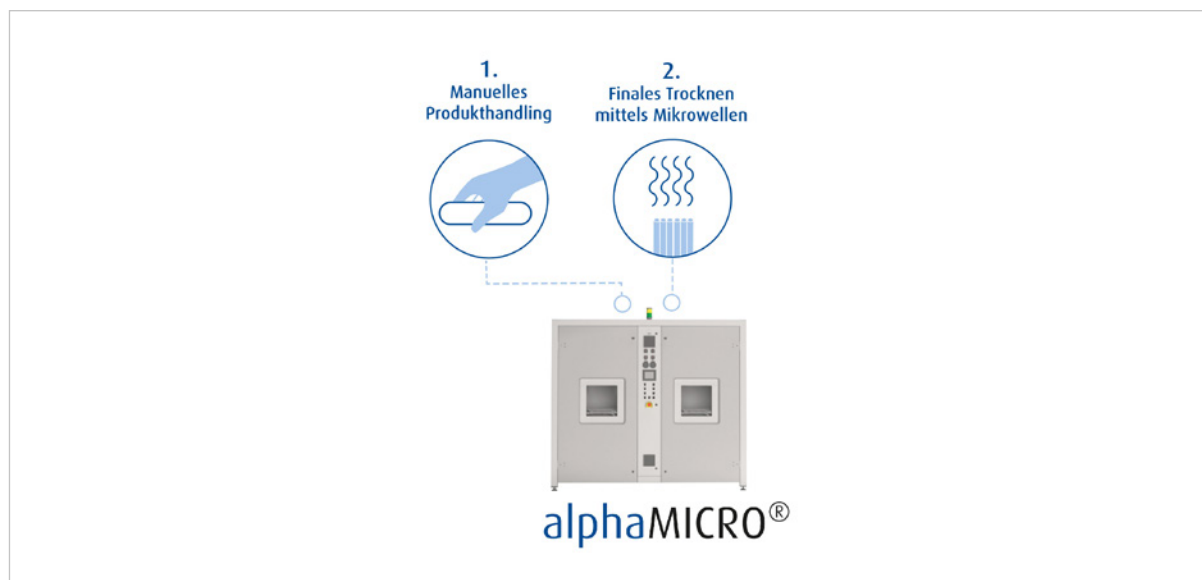 1.
Manuelles
Produkthandling
2.
Finales Trocknen
mittels Mikrowellen
alphaMICRO®